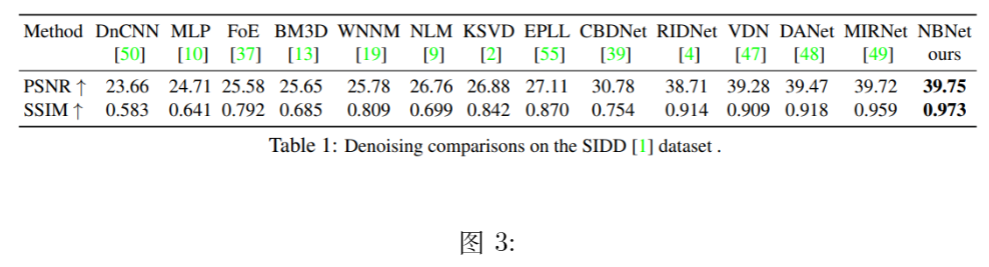 Method DnCNN MLP FoE BM3D WNNM NLM KSVD EPLL CBDNet RIDNet VDN DANet MIRNet NBNet
[50] [10] [37] [13] [19] [9] [2] [55] [39] [4] [47] [48] [49] ours
PSNR ↑ 23.66 24.71 25.58 25.65 25.78 26.76 26.88 27.11 30.78 38.71 39.28 39.47 39.72 39.75
SSIM ↑ 0.583 0.641 0.792 0.685 0.809 0.699 0.842 0.870 0.754 0.914 0.909 0.918 0.959 0.973
Table 1: Denoising comparisons on the SIDD [1] dataset .
图 3: